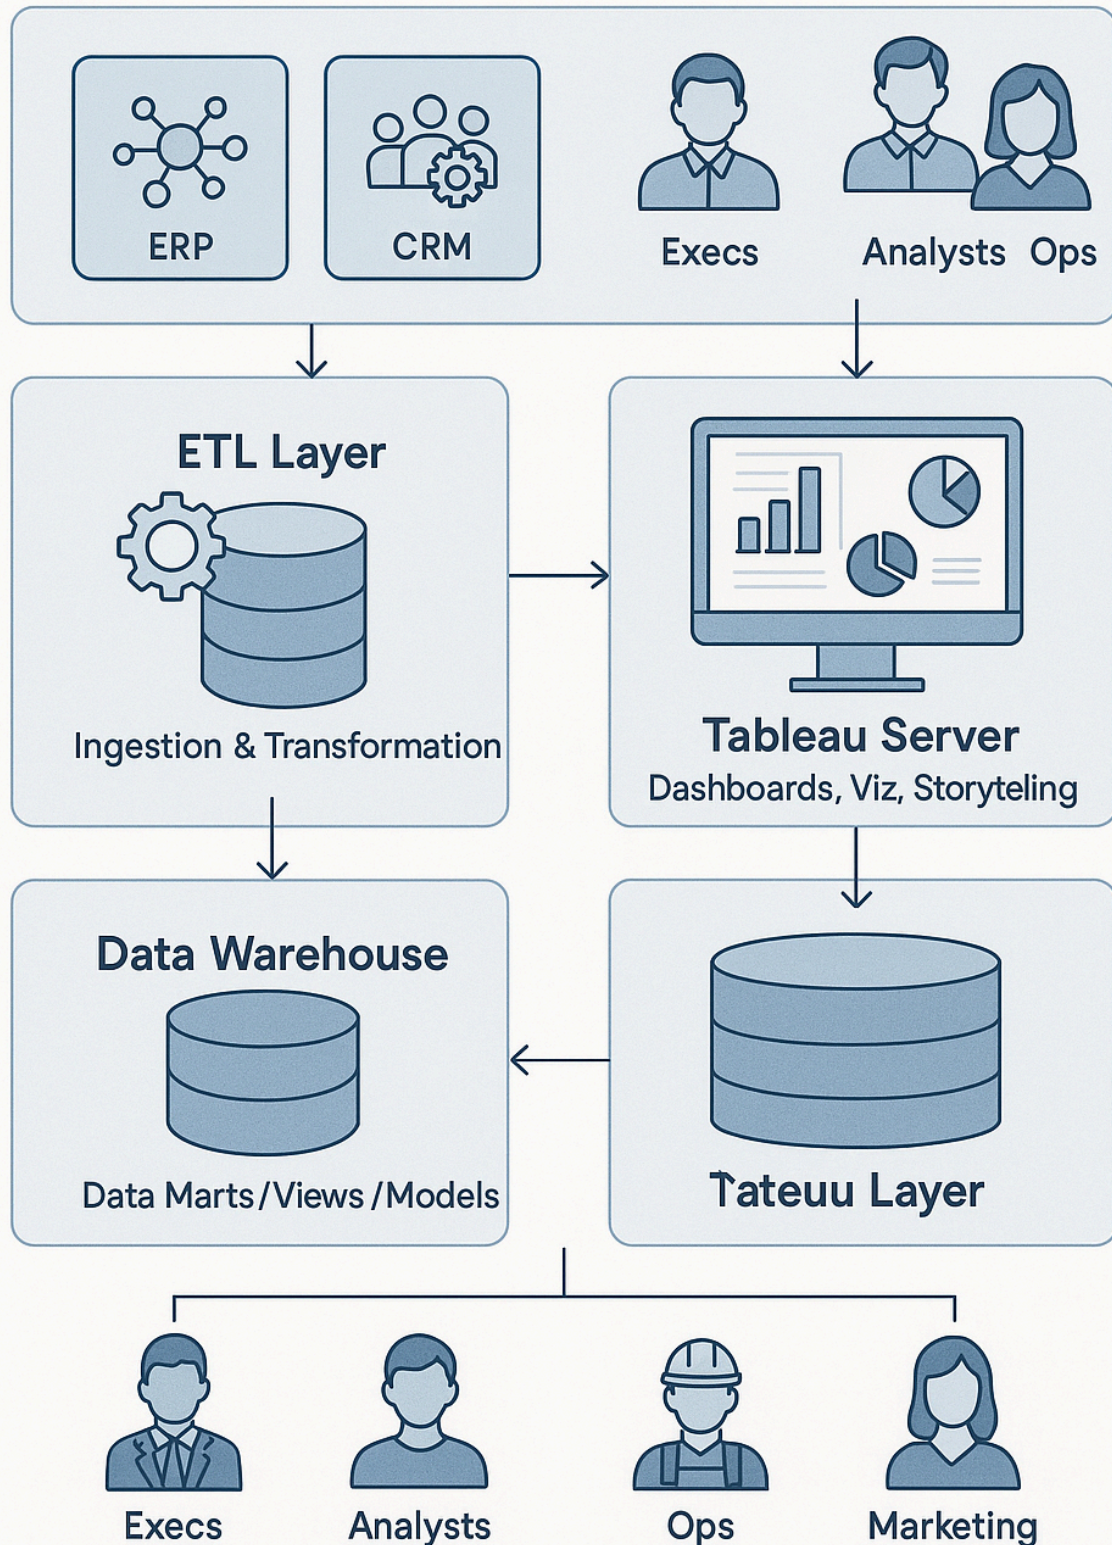 ERP
CRM
Execs
Analysts Ops
ETL Layer
Ingestion & Transformation
Tableau Server
Dashboards, Viz, Storyteling
Data Warehouse
Data Marts/Views/Models
Tateuu Layer
Execs
Analysts
Ops
Marketing